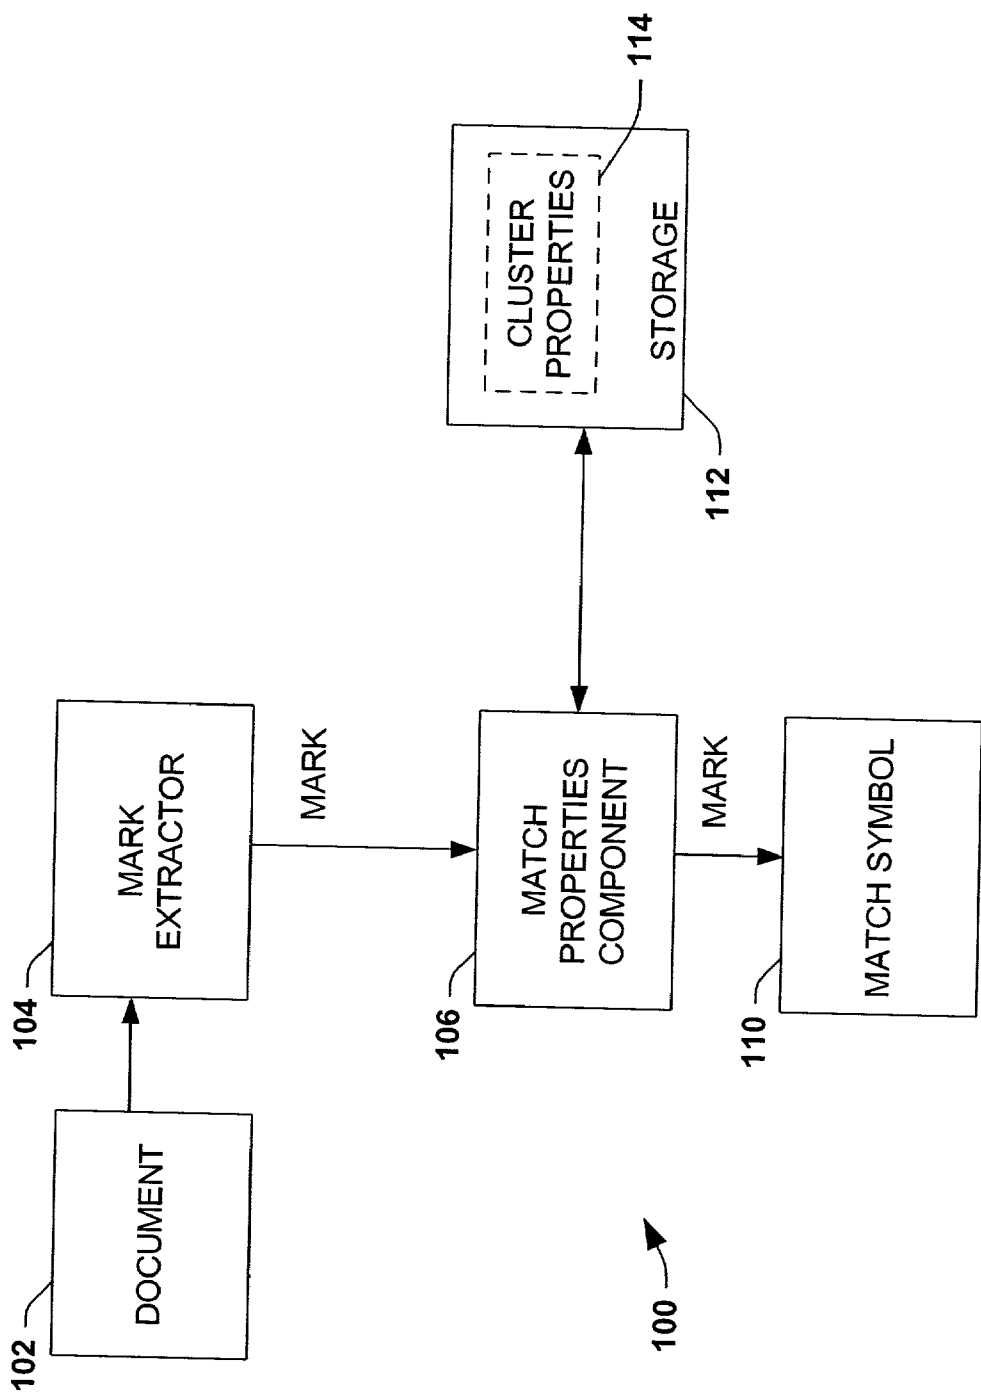 102
DOCUMENT
104
MARK
EXTRACTOR
MARK
106
MATCH
PROPERTIES
COMPONENT
MARK
110
MATCH SYMBOL
CLUSTER
PROPERTIES
STORAGE
112
114
100